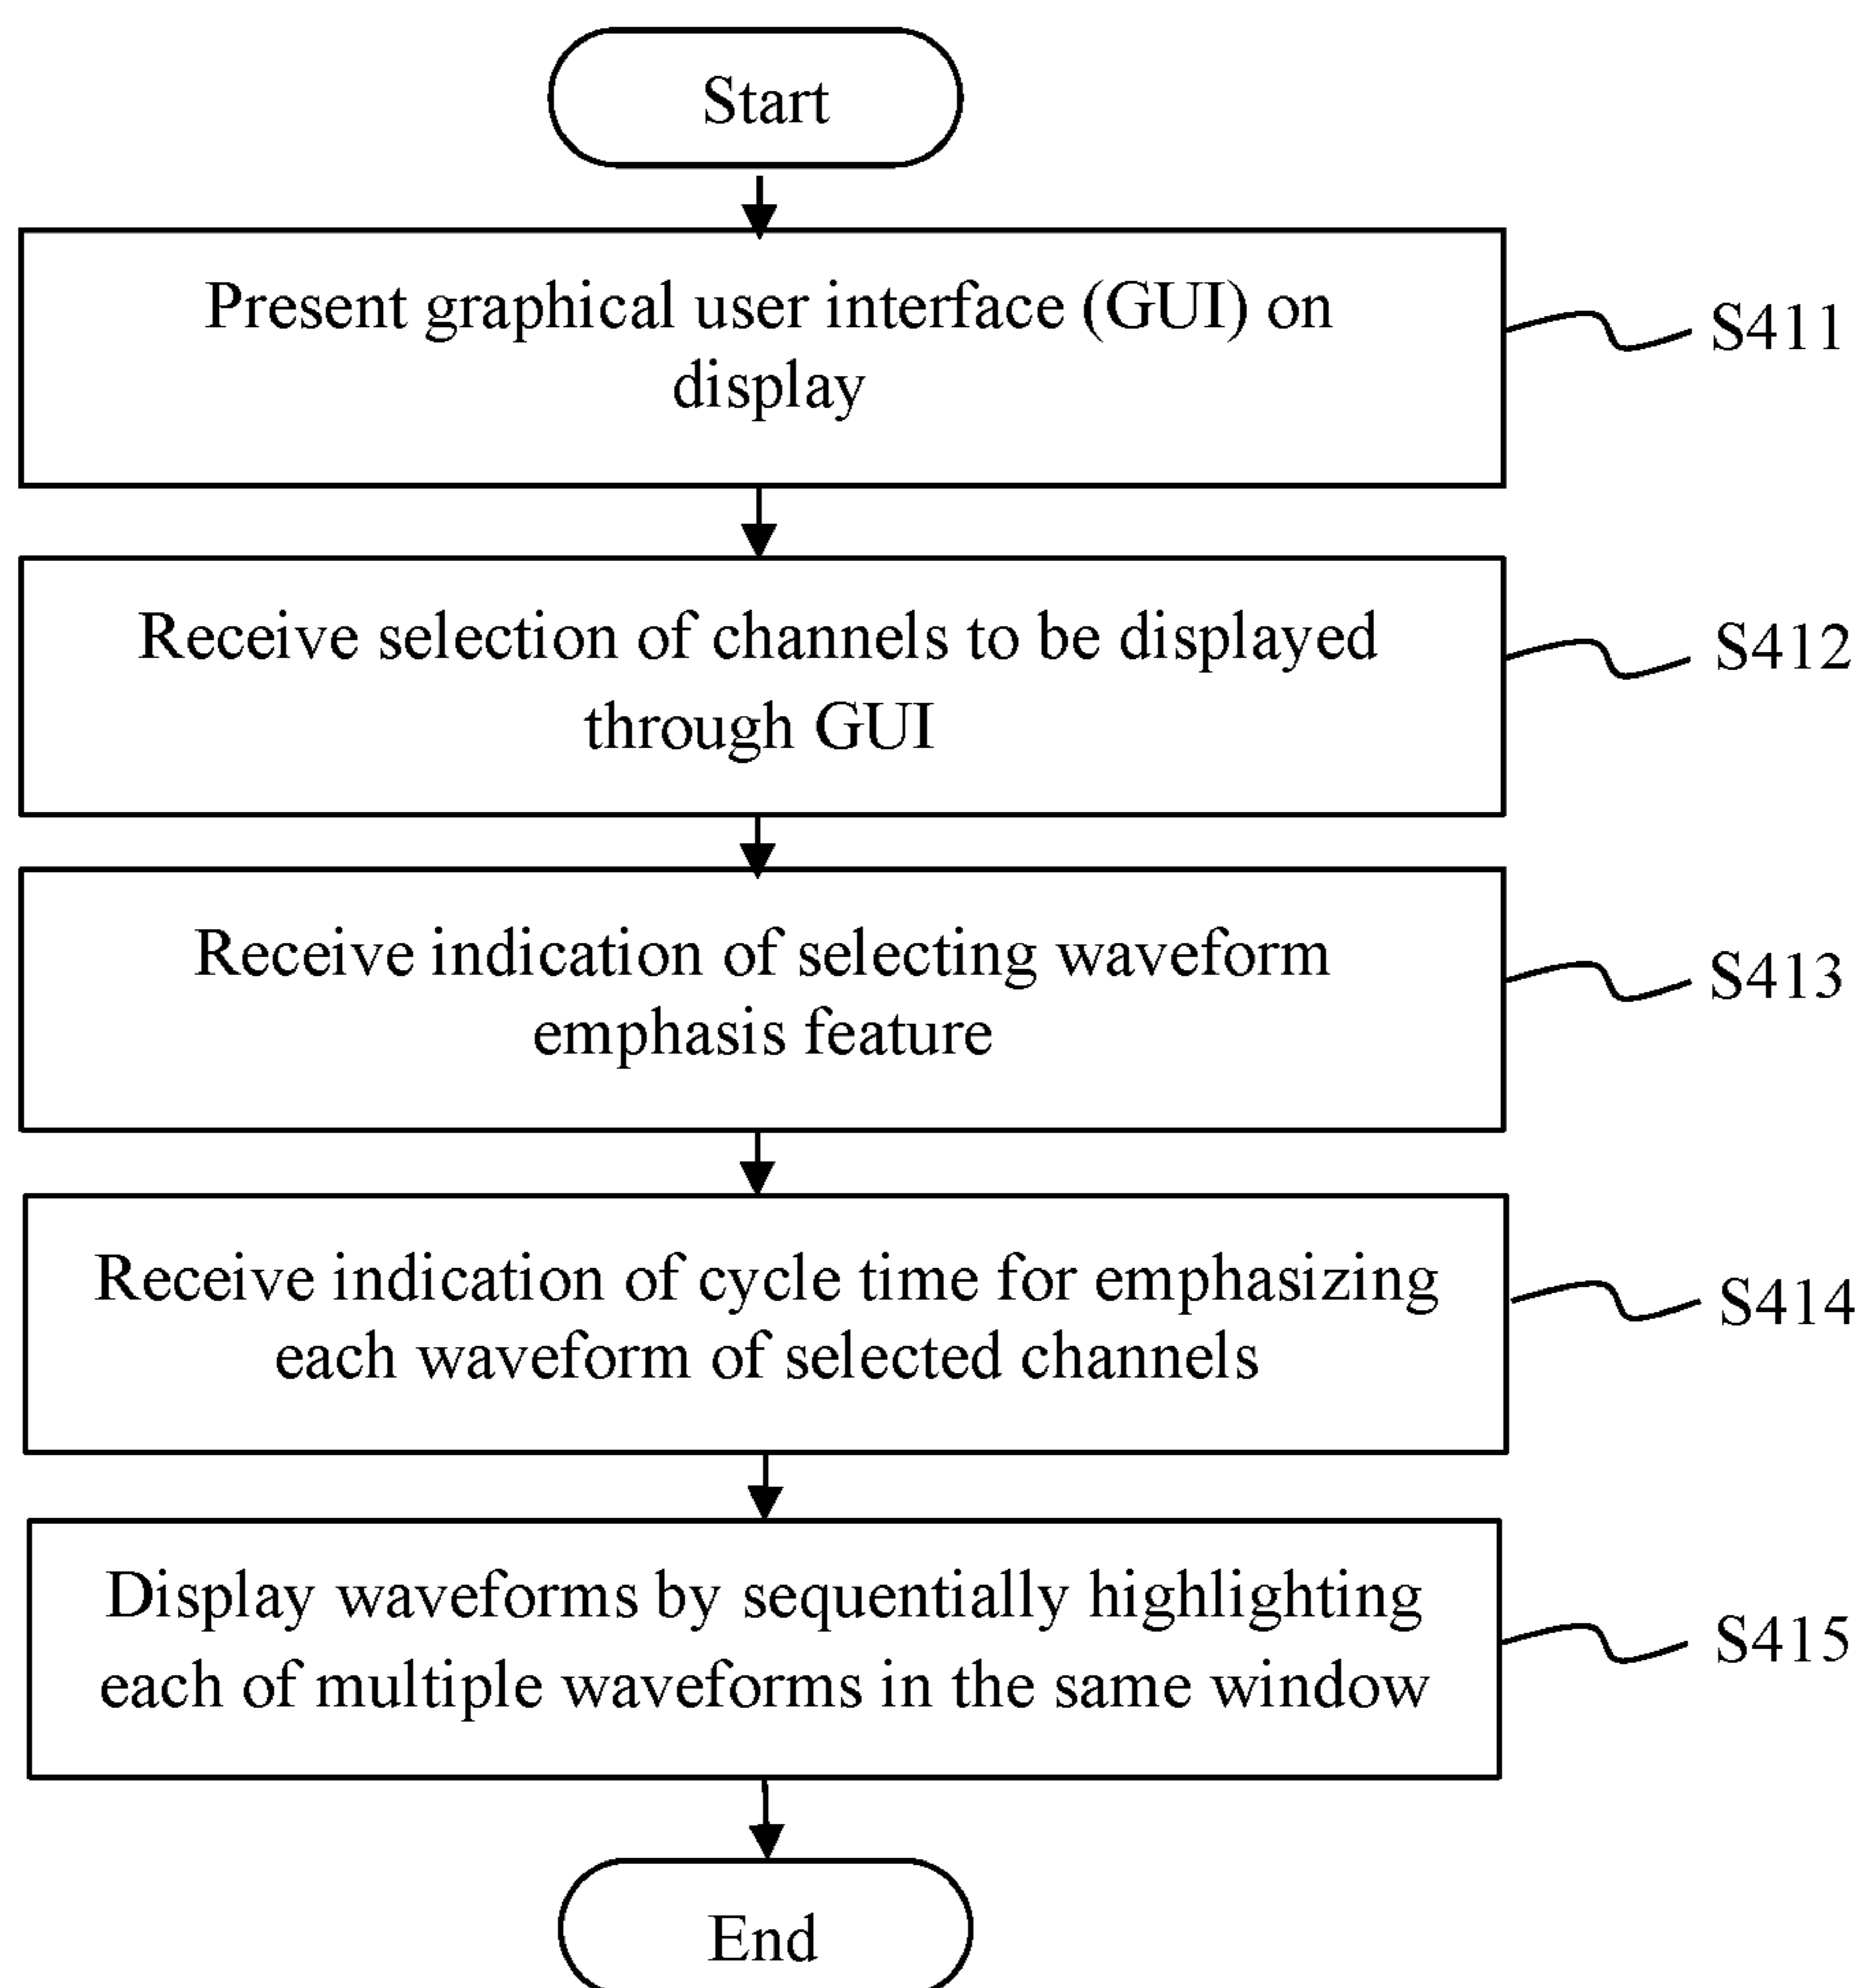 Start
Present graphical user interface (GUI) on
display
S411
Receive selection of channels to be displayed
through GUI
S412
Receive indication of selecting waveform
emphasis feature
S413
Receive indication of cycle time for emphasizing
each waveform of selected channels
S414
Display waveforms by sequentially highlighting
each of multiple waveforms in the same window
S415
End